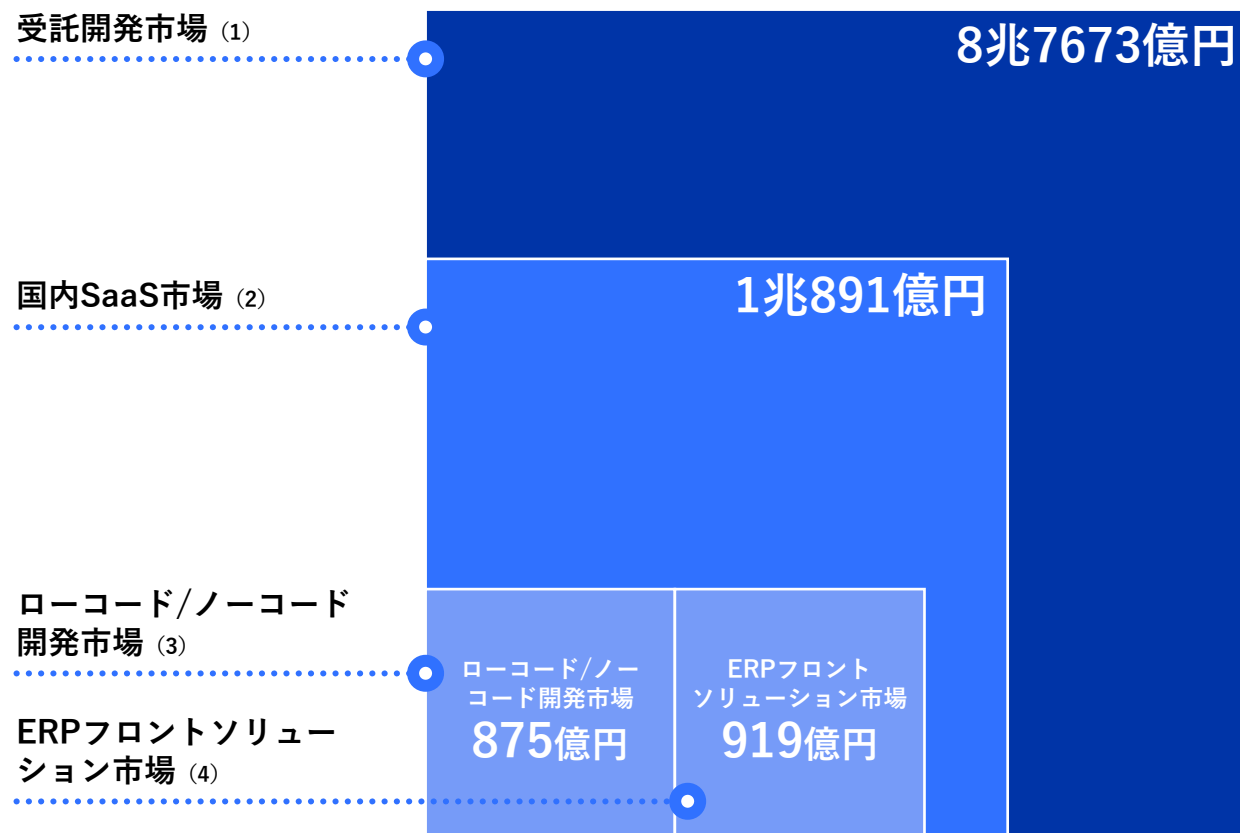 受託開発市場（1）
8兆7673億円
国内SaaS市場（2）
1兆891億円
ローコード/ノーコード
開発市場（3）
ERPフロントソリュー
ション市場（4）
ローコード/ノー
コード開発市場
875億円
ERPフロント
ソリューション市場
919億円